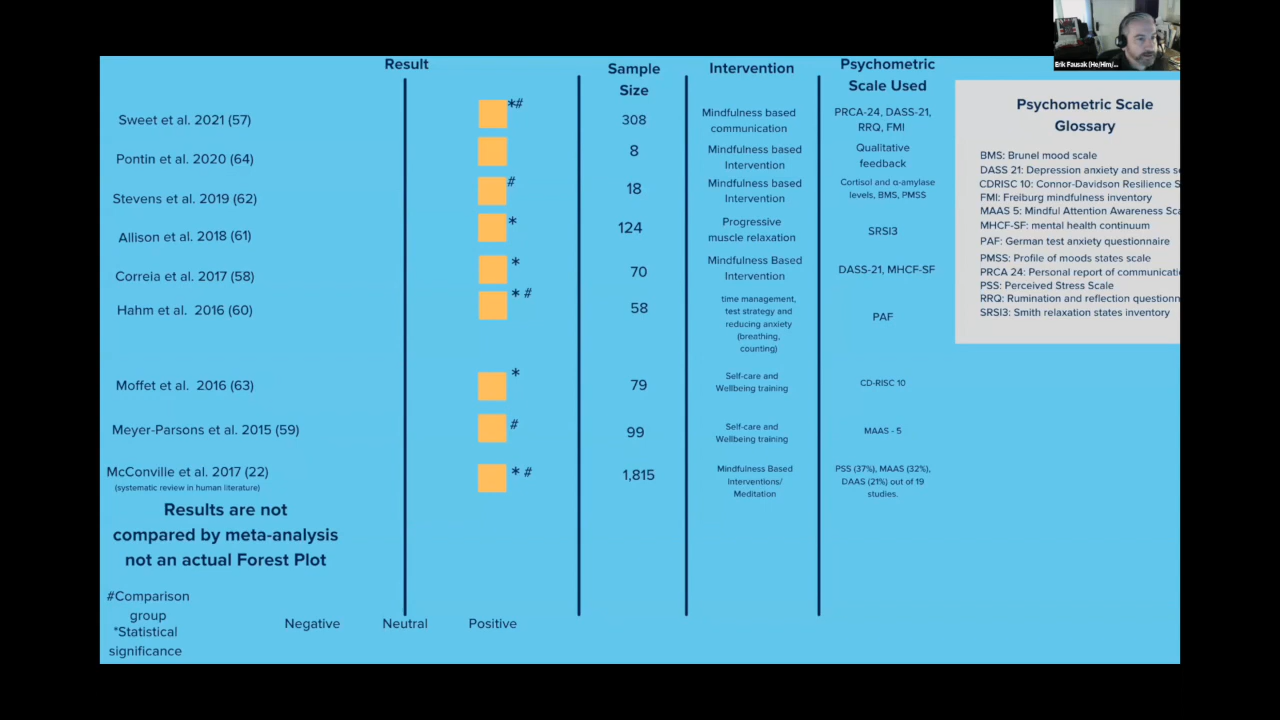 Erik Fausak (He/Him/...
Result
Sample
Size
Intervention
Psychometric
Scale Used
Sweet et al. 2021 (57)
*#
308
Mindfulness based
communication
PRCA-24, DASS-21,
RRQ, FMI
Pontin et al. 2020 (64)
8
Mindfulness based
Intervention
Qualitative
feedback
Stevens et al. 2019 (62)
#
18
Mindfulness based
Intervention
Cortisol and α-amylase
levels, BMS, PMSS
Allison et al. 2018 (61)
*
124
Progressive
muscle relaxation
SRSI3
Correia et al. 2017 (58)
*
70
Mindfulness Based
Intervention
DASS-21, MHCF-SF
Hahm et al. 2016 (60)
* #
58
time management,
test strategy and
reducing anxiety
(breathing,
counting)
PAF
Moffet et al. 2016 (63)
*
79
Self-care and
Wellbeing training
CD-RISC 10
Meyer-Parsons et al. 2015 (59)
#
99
Self-care and
Wellbeing training
MAAS - 5
McConville et al. 2017 (22)
(systematic review in human literature)
* #
1,815
Mindfulness Based
Interventions/
Meditation
PSS (37%), MAAS (32%),
DAAS (21%) out of 19
studies.
Results are not
compared by meta-analysis
not an actual Forest Plot
#Comparison
group
*Statistical
significance
Negative
Neutral
Positive
Psychometric Scale
Glossary
BMS: Brunel mood scale
DASS 21: Depression anxiety and stress
CDRISC 10: Connor-Davidson Resilience S
FMI: Freiburg mindfulness inventory
MAAS 5: Mindful Attention Awareness Sca
MHCF-SF: mental health continuum
PAF: German test anxiety questionnaire
PMSS: Profile of moods states scale
PRCA 24: Personal report of communicati
PSS: Perceived Stress Scale
RRQ: Rumination and reflection questionn
SRSI3: Smith relaxation states inventory